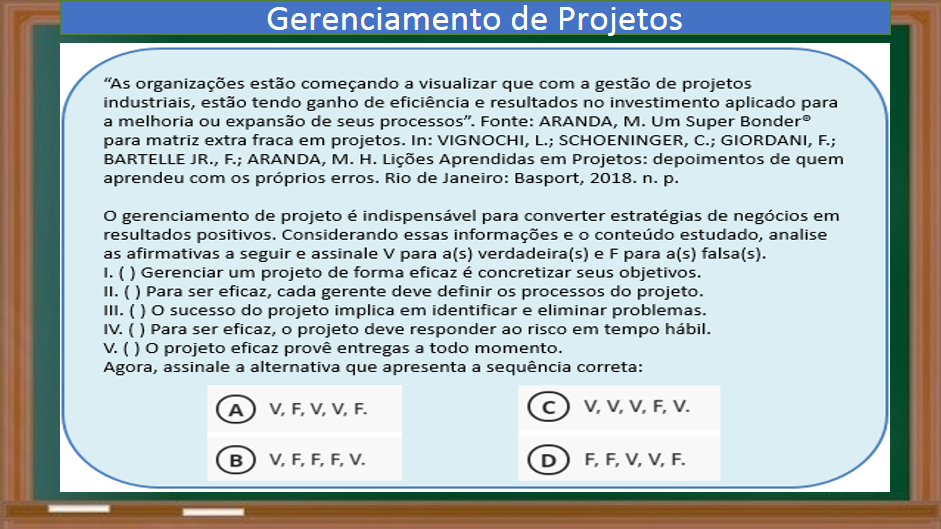 Gerenciamento de Projetos
“As organizações estão começando a visualizar que com a gestão de projetos
industriais, estão tendo ganho de eficiência e resultados no investimento aplicado para
a melhoria ou expansão de seus processos”. Fonte: ARANDA, M. Um Super Bonder®
para matriz extra fraca em projetos. In: VIGNOCHI, L.; SCHOENINGER, C.; GIORDANI, F.;
BARTELLE JR., F.; ARANDA, M. H. Lições Aprendidas em Projetos: depoimentos de quem
aprendeu com os próprios erros. Rio de Janeiro: Basport, 2018. n. p.
O gerenciamento de projeto é indispensável para converter estratégias de negócios em
resultados positivos. Considerando essas informações e o conteúdo estudado, analise
as afirmativas a seguir e assinale V para a(s) verdadeira(s) e F para a(s) falsa(s).
I. ( ) Gerenciar um projeto de forma eficaz é concretizar seus objetivos.
II. ( ) Para ser eficaz, cada gerente deve definir os processos do projeto.
III. ( ) O sucesso do projeto implica em identificar e eliminar problemas.
IV. ( ) Para ser eficaz, o projeto deve responder ao risco em tempo hábil.
V. ( ) O projeto eficaz provê entregas a todo momento.
Agora, assinale a alternativa que apresenta a sequência correta:
A V, F, V, V, F.
B V, F, F, F, V.
C V, V, V, F, V.
D F, F, V, V, F.